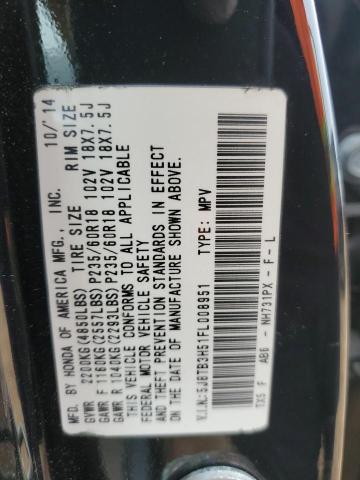 MFD BY HONDA OF AMERICA MFG., INC. 10/'14
GVWR 2200KG(4850LBS) TIRE SIZE RIM SIZE
GAWR F 1160KG(2557LBS) P235/60R18 102V 18X7.5J
GAWR R 1040KG(2293LBS) P235/60R18 102V 18X7.5J
THIS VEHICLE CONFORMS TO ALL APPLICABLE
FEDERAL MOTOR VEHICLE SAFETY
AND THEFT PREVENTION STANDARDS IN EFFECT
ON THE DATE OF MANUFACTURE SHOWN ABOVE.
V.I.N.: 5J8TB3H51FL008951 TYPE: MPV
TX5 F AB6 - NH731PX - F - L